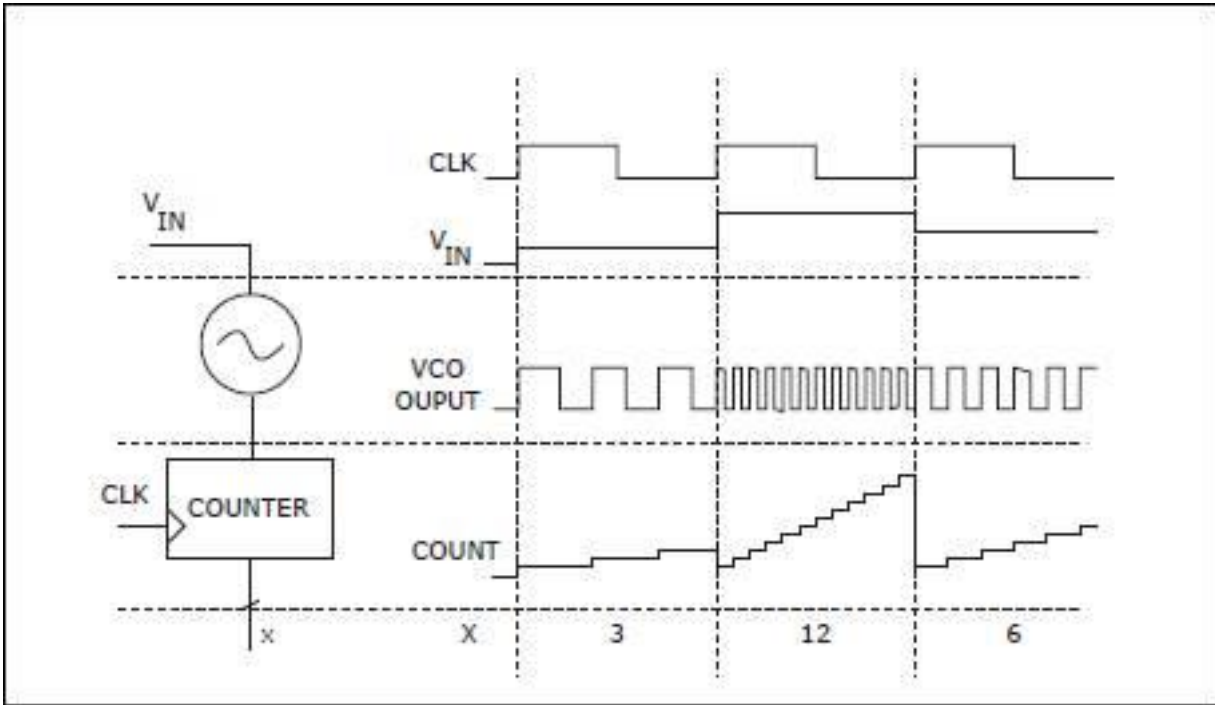 CLK
V
IN
V
IN
VCO
OUPUT
CLK
COUNTER
COUNT
x
X 3 12 6